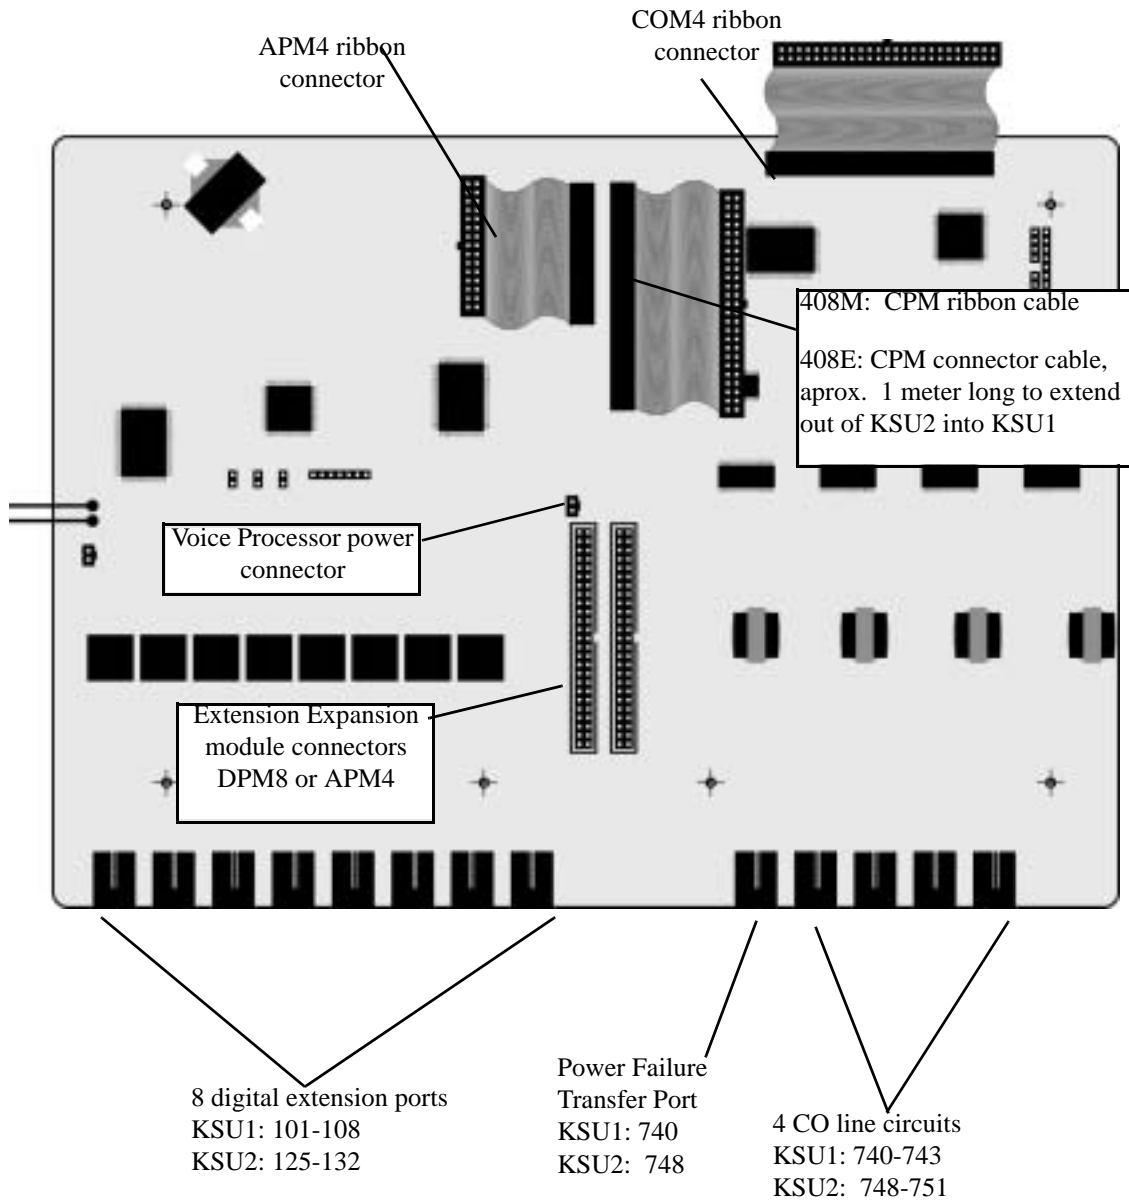 APM4 ribbon
connector
COM4 ribbon
connector
408M:  CPM ribbon cable
408E: CPM connector cable,
aprox.  1 meter long to extend
out of KSU2 into KSU1
Voice Processor power
connector
Extension Expansion
module connectors
DPM8 or APM4
8 digital extension ports
KSU1: 101-108
KSU2: 125-132
Power Failure
Transfer Port
KSU1: 740
KSU2:  748
4 CO line circuits
KSU1: 740-743
KSU2:  748-751